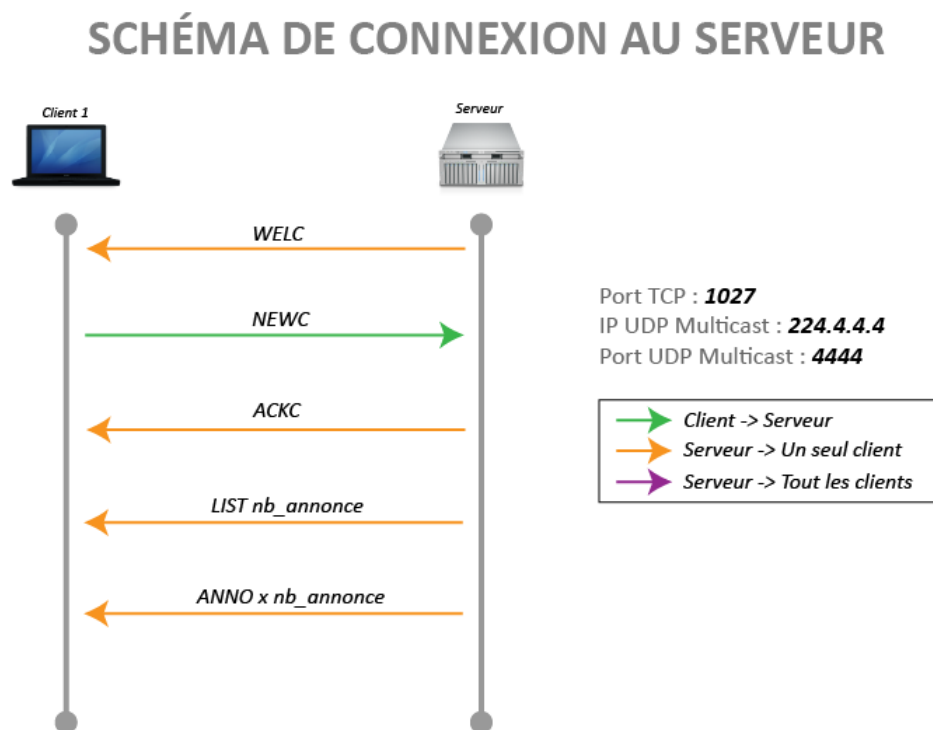 SCHÉMA DE CONNEXION AU SERVEUR
Client 1
Serveur
WELC
NEWC
ACKC
LIST nb_annonce
ANNO x nb_annonce
Port TCP : 1027
IP UDP Multicast : 224.4.4.4
Port UDP Multicast : 4444
Client -> Serveur
Serveur -> Un seul client
Serveur -> Tout les clients